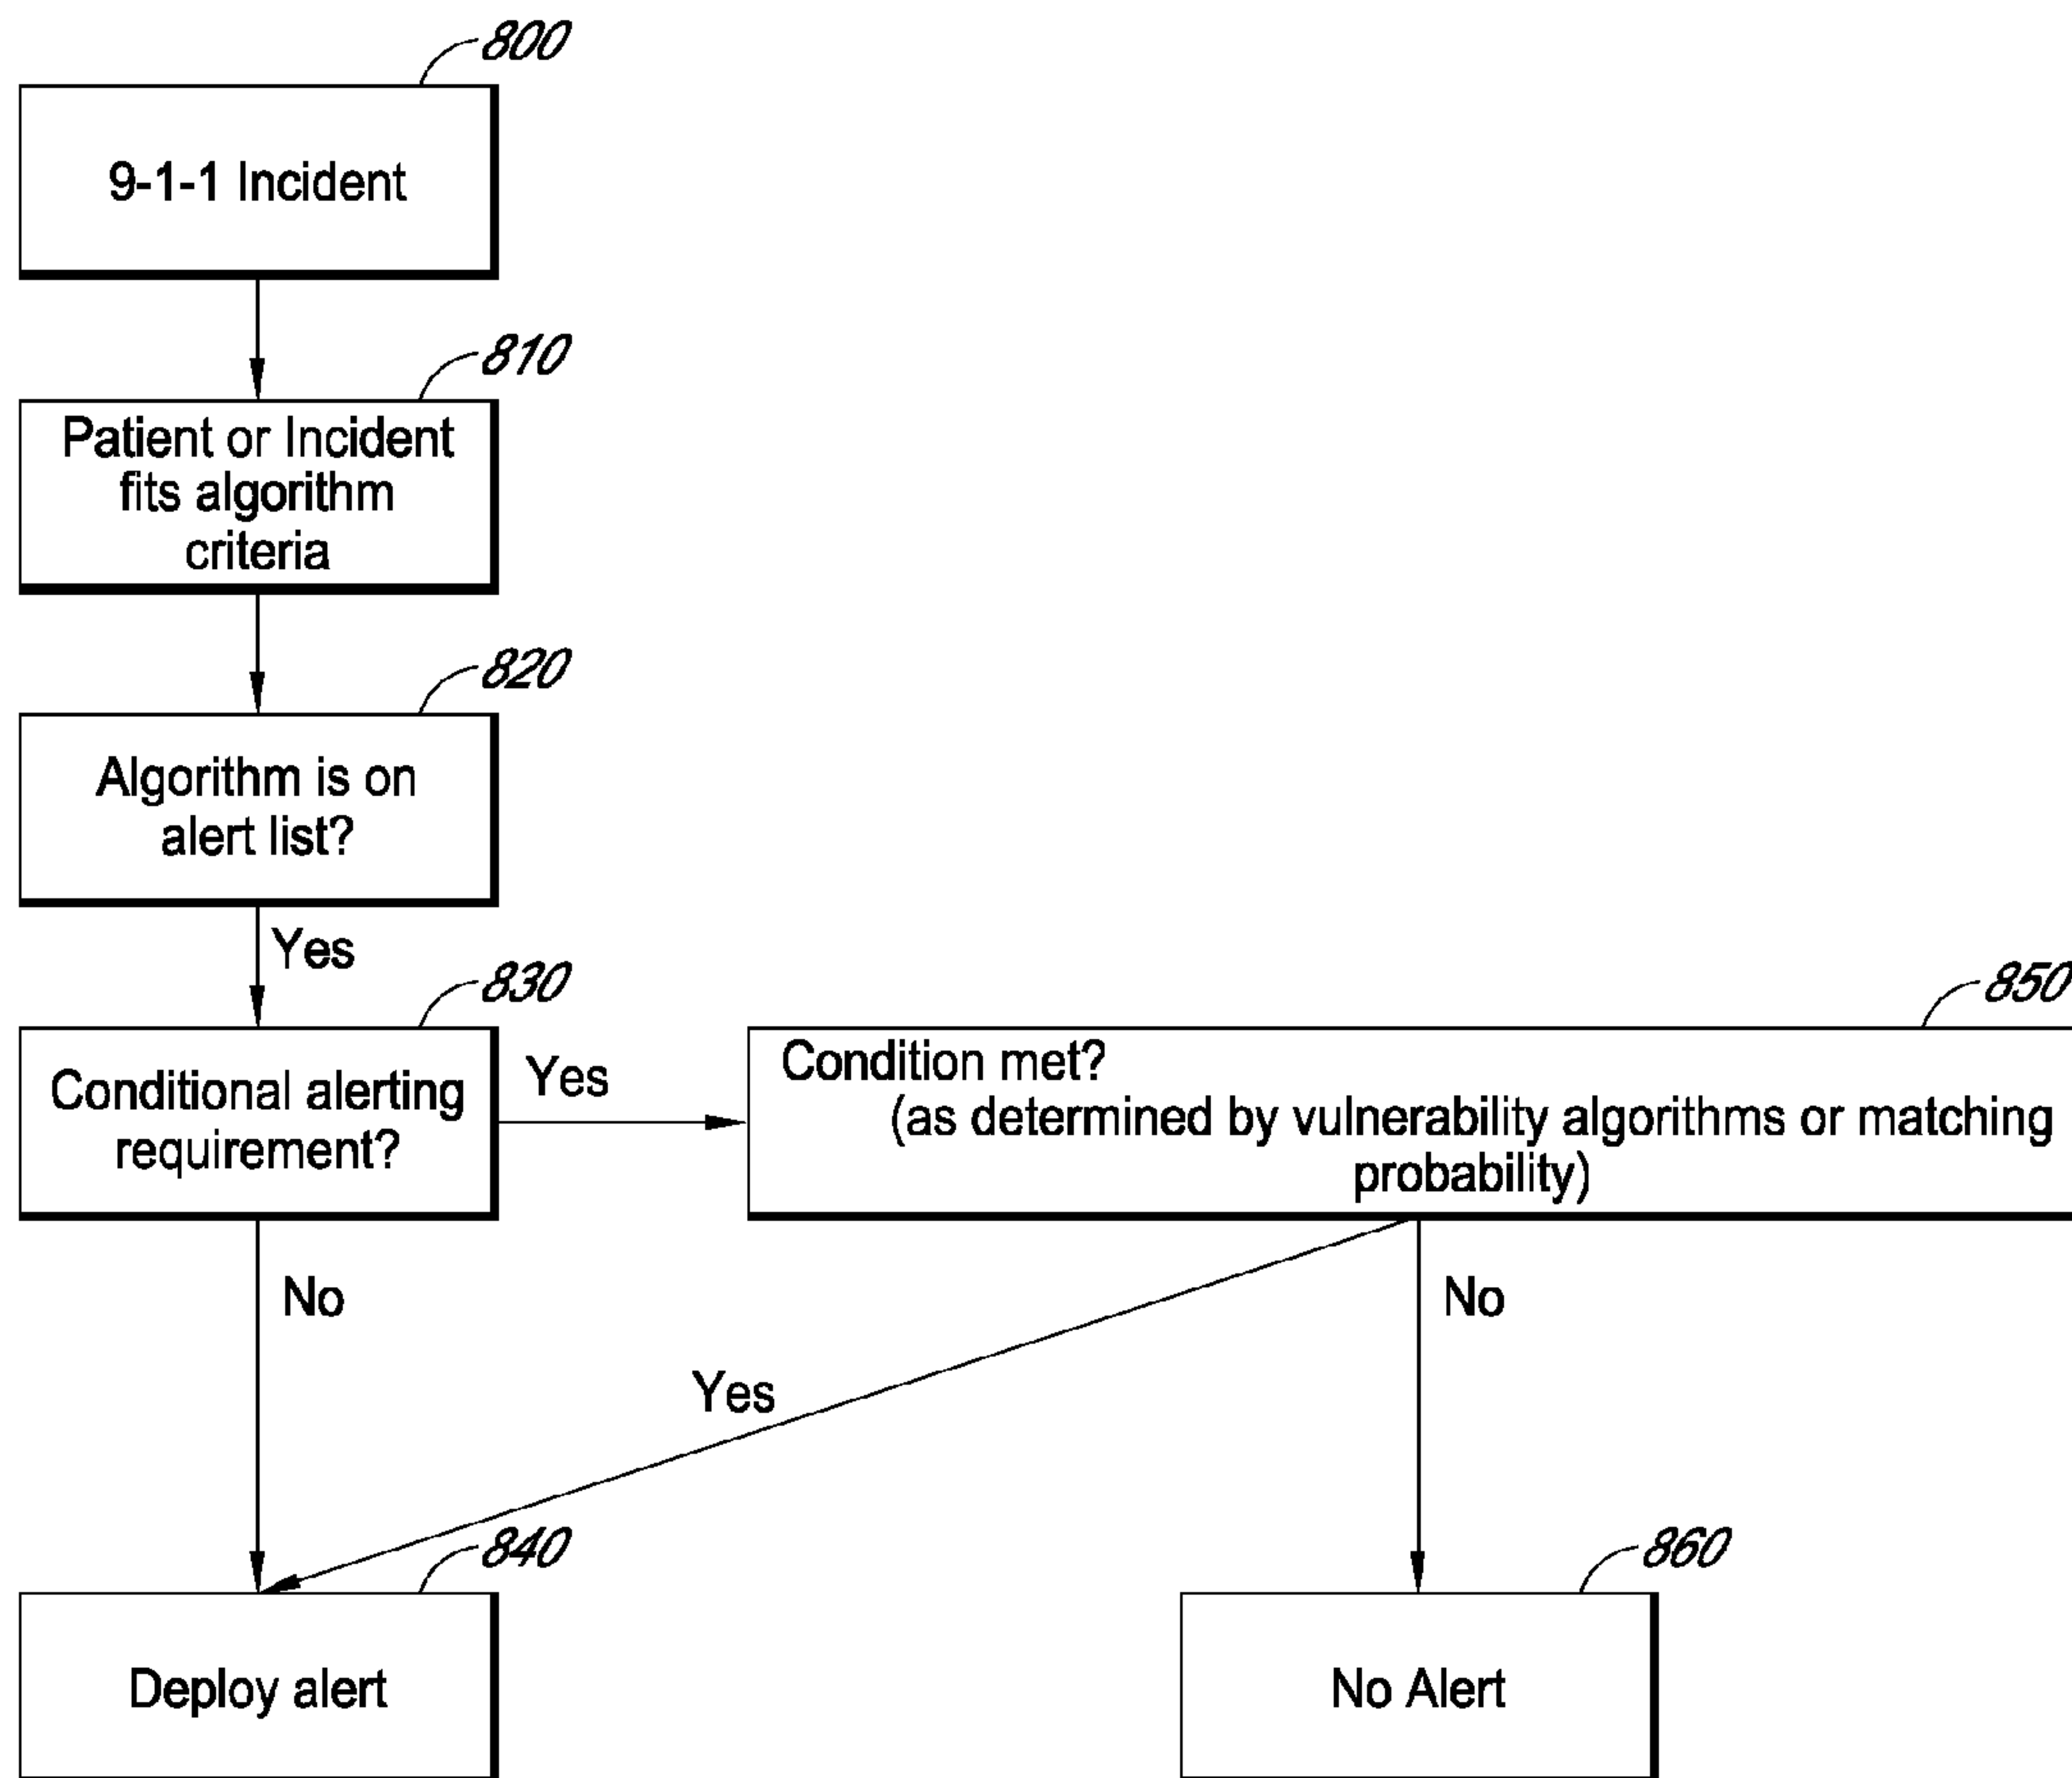 800
9-1-1 Incident
810
Patient or Incident
fits algorithm
criteria
820
Algorithm is on
alert list?
Yes
830
Conditional alerting
requirement?
Yes
850
Condition met?
(as determined by vulnerability algorithms or matching
probability)
No
No
Yes
840
Deploy alert
860
No Alert